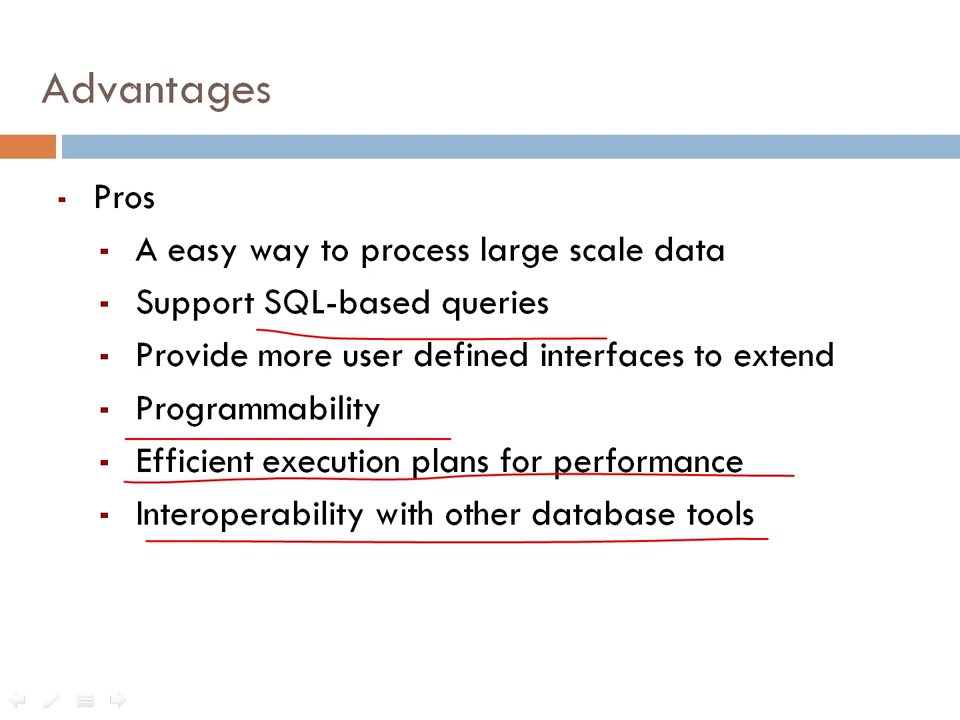 Advantages
Pros
A easy way to process large scale data
Support SQL-based queries
Provide more user defined interfaces to extend
Programmability
Efficient execution plans for performance
Interoperability with other database tools